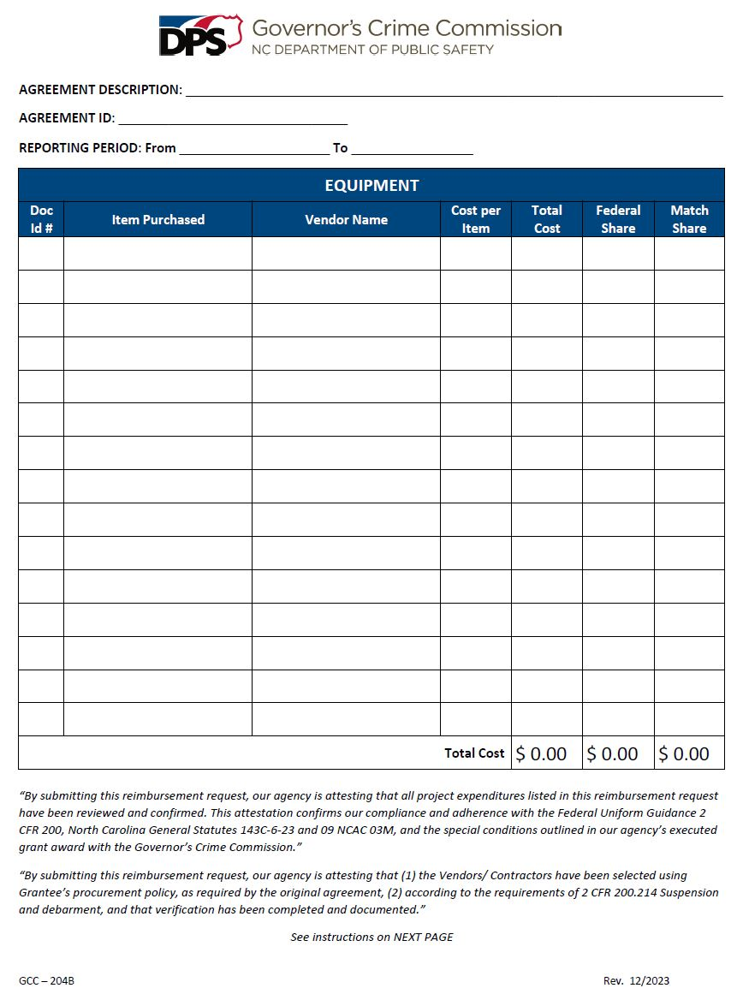 DPS
Governor's Crime Commission
NC DEPARTMENT OF PUBLIC SAFETY
AGREEMENT DESCRIPTION:
AGREEMENT ID:
REPORTING PERIOD: From To
EQUIPMENT
Doc Id # Item Purchased Vendor Name Cost per Item Total Cost Federal Share Match Share
Total Cost $ 0.00 $ 0.00 $ 0.00
“By submitting this reimbursement request, our agency is attesting that all project expenditures listed in this reimbursement request
have been reviewed and confirmed. This attestation confirms our compliance and adherence with the Federal Uniform Guidance 2
CFR 200, North Carolina General Statutes 143C-6-23 and 09 NCAC 03M, and the special conditions outlined in our agency’s executed
grant award with the Governor’s Crime Commission.”
“By submitting this reimbursement request, our agency is attesting that (1) the Vendors/ Contractors have been selected using
Grantee’s procurement policy, as required by the original agreement, (2) according to the requirements of 2 CFR 200.214 Suspension
and debarment, and that verification has been completed and documented.”
See instructions on NEXT PAGE
GCC – 204B Rev. 12/2023